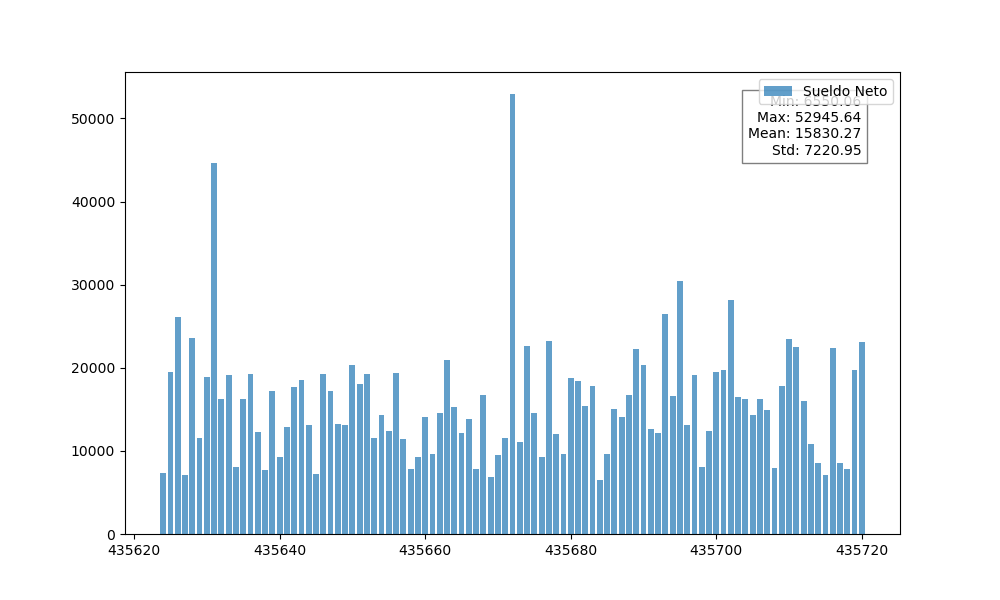 Sueldo Neto
Min: 6550.06
Max: 52945.64
Mean: 15830.27
Std: 7220.95
50000
40000
30000
20000
10000
0
435620 435640 435660 435680 435700 435720